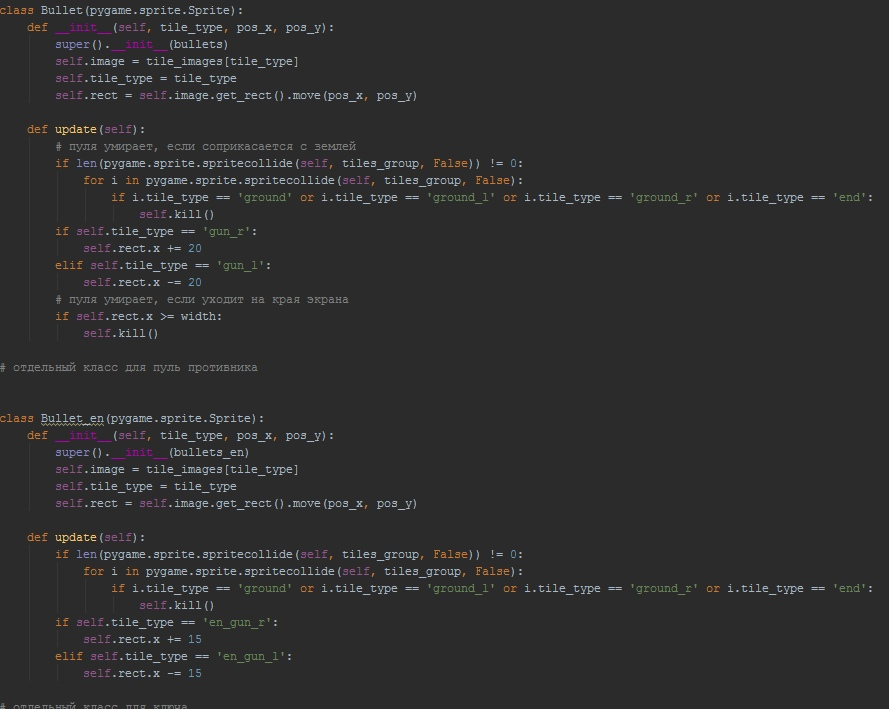 class Bullet(pygame.sprite.Sprite):
    def __init__(self, tile_type, pos_x, pos_y):
        super().__init__(bullets)
        self.image = tile_images[tile_type]
        self.tile_type = tile_type
        self.rect = self.image.get_rect().move(pos_x, pos_y)

    def update(self):
        # пуля умирает, если соприкасается с землей
        if len(pygame.sprite.spritecollide(self, tiles_group, False)) != 0:
            for i in pygame.sprite.spritecollide(self, tiles_group, False):
                if i.tile_type == 'ground' or i.tile_type == 'ground_l' or i.tile_type == 'ground_r' or i.tile_type == 'end':
                    self.kill()
        if self.tile_type == 'gun_r':
            self.rect.x += 20
        elif self.tile_type == 'gun_l':
            self.rect.x -= 20
        # пуля умирает, если уходит на края экрана
        if self.rect.x >= width:
            self.kill()

# отдельный класс для пуль противника


class Bullet_en(pygame.sprite.Sprite):
    def __init__(self, tile_type, pos_x, pos_y):
        super().__init__(bullets_en)
        self.image = tile_images[tile_type]
        self.tile_type = tile_type
        self.rect = self.image.get_rect().move(pos_x, pos_y)

    def update(self):
        if len(pygame.sprite.spritecollide(self, tiles_group, False)) != 0:
            for i in pygame.sprite.spritecollide(self, tiles_group, False):
                if i.tile_type == 'ground' or i.tile_type == 'ground_l' or i.tile_type == 'ground_r' or i.tile_type == 'end':
                    self.kill()
        if self.tile_type == 'en_gun_r':
            self.rect.x += 15
        elif self.tile_type == 'en_gun_l':
            self.rect.x -= 15

# отдельный класс для ключа